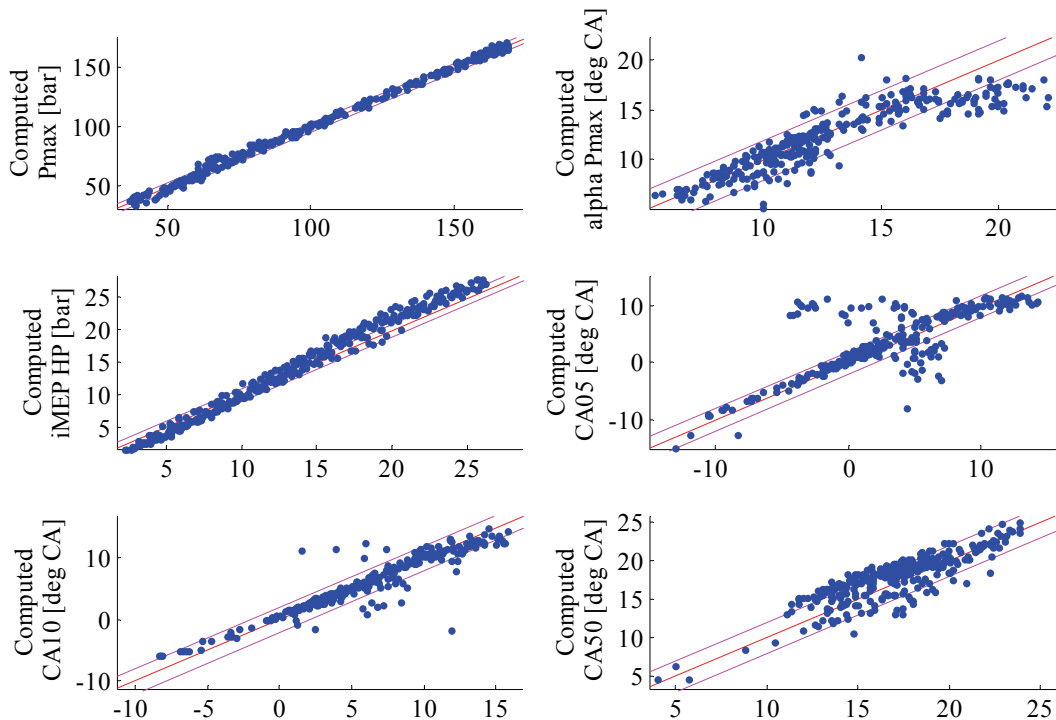 Computed
Pmax [bar]
150
100
50
50 100 150
Computed
alpha Pmax [deg CA]
20
15
10
10 15 20
Computed
iMEP HP [bar]
25
20
15
10
5
5 10 15 20 25
Computed
CA05 [deg CA]
10
0
-10
-10 0 10
Computed
CA10 [deg CA]
10
0
-10
-10 -5 0 5 10 15
Computed
CA50 [deg CA]
25
20
15
10
5
5 10 15 20 25